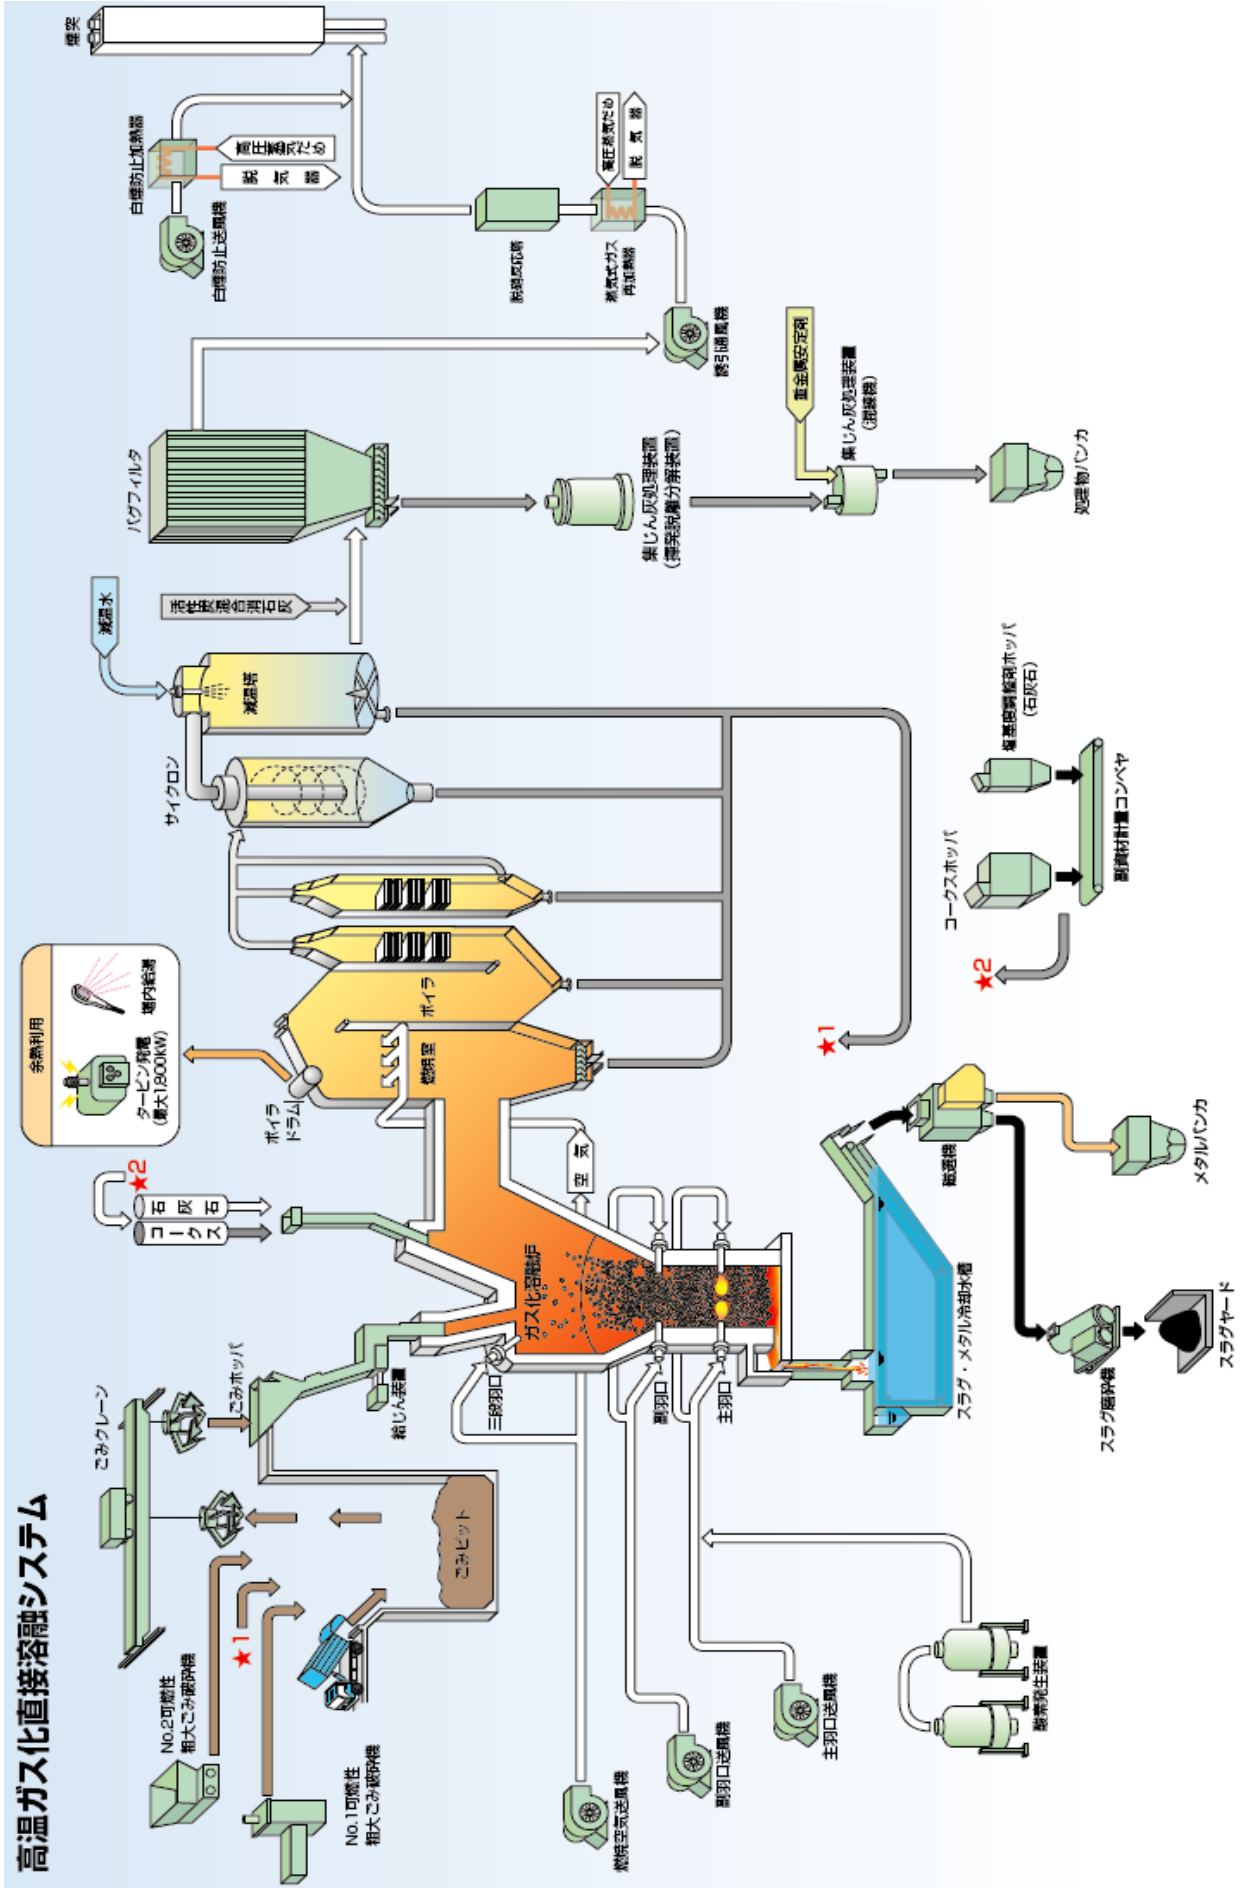 高温ガス化直接溶融システム
No.2可燃性
粗大ごみ破砕機
★1
No.1可燃性
粗大ごみ破砕機
ごみクレーン
ごみホッパ
給じん装置
ごみピット
三段羽口
副羽口
主羽口
燃焼空気送風機
副羽口送風機
主羽口送風機
酸素発生装置
★2
石灰石
コークス
ガス化溶融炉
空気
スラグ・メタル冷却水槽
磁選機
メタルバンカ
スラグ磨砕機
スラグヤード
余熱利用
タービン発電
(最大1,800kW)
場内給湯
ボイラ
ドラム
燃焼室
ボイラ
サイクロン
減温水
減温塔
活性炭混合消石灰
★1
★2
コークスホッパ
塩基度調整剤ホッパ
(石灰石)
副資材計量コンベヤ
バグフィルタ
集じん灰処理装置
(揮発脱離分解装置)
重金属安定剤
集じん灰処理装置
(混練機)
処理物バンカ
誘引通風機
白煙防止送風機
白煙防止加熱器
高圧蒸気だめ
脱気器
脱硝反応塔
蒸気式ガス
再加熱器
高圧蒸気だめ
脱気器
煙突